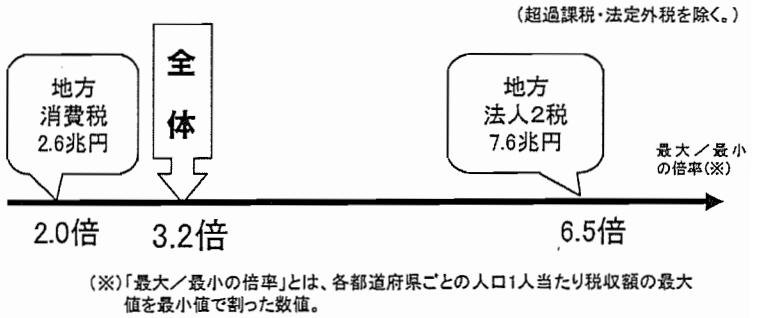 (超過課税・法定外税を除く。)
地方
消費税
2.6兆円
全
体
地方
法人2税
7.6兆円
最大／最小
の倍率(※)
2.0倍
3.2倍
6.5倍
(※)「最大／最小の倍率」とは、各都道府県ごとの人口1人当たり税収額の最大
値を最小値で割った数値。